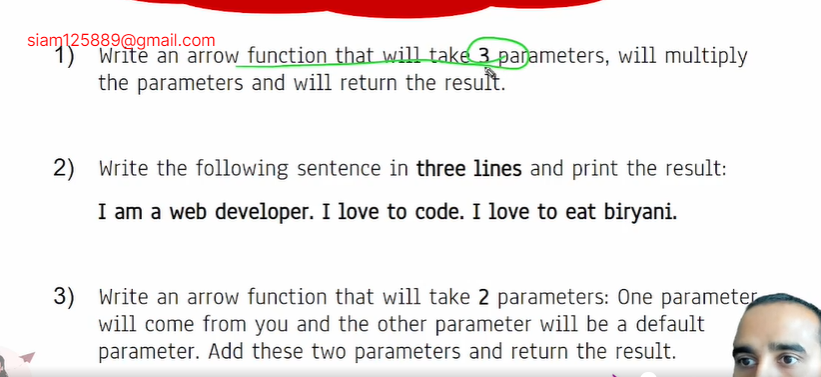 siam125889@gmail.com
1) Write an arrow function that will take 3 parameters, will multiply
the parameters and will return the result.
2) Write the following sentence in three lines and print the result:
I am a web developer. I love to code. I love to eat biryani.
3) Write an arrow function that will take 2 parameters: One parameter
will come from you and the other parameter will be a default
parameter. Add these two parameters and return the result.